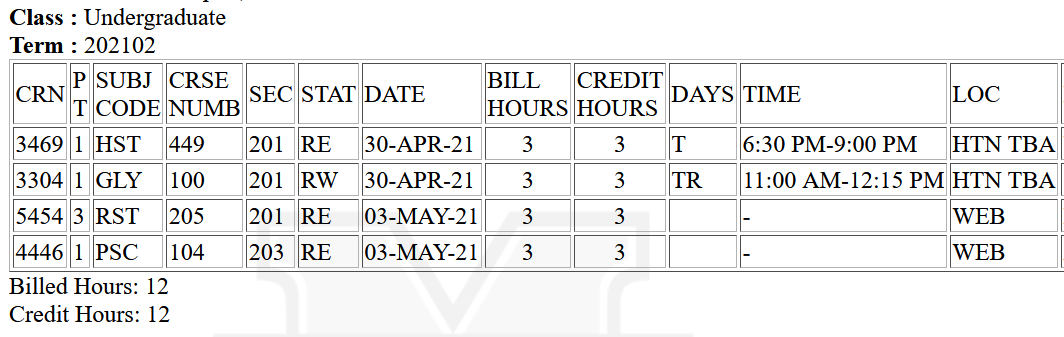 Class : Undergraduate
Term : 202102
CRN P T SUBJ CODE CRSE NUMB SEC STAT DATE BILL HOURS CREDIT HOURS DAYS TIME LOC
3469 1 HST 449 201 RE 30-APR-21 3 3 T 6:30 PM-9:00 PM HTN TBA
3304 1 GLY 100 201 RW 30-APR-21 3 3 TR 11:00 AM-12:15 PM HTN TBA
5454 3 RST 205 201 RE 03-MAY-21 3 3 - WEB
4446 1 PSC 104 203 RE 03-MAY-21 3 3 - WEB
Billed Hours: 12
Credit Hours: 12